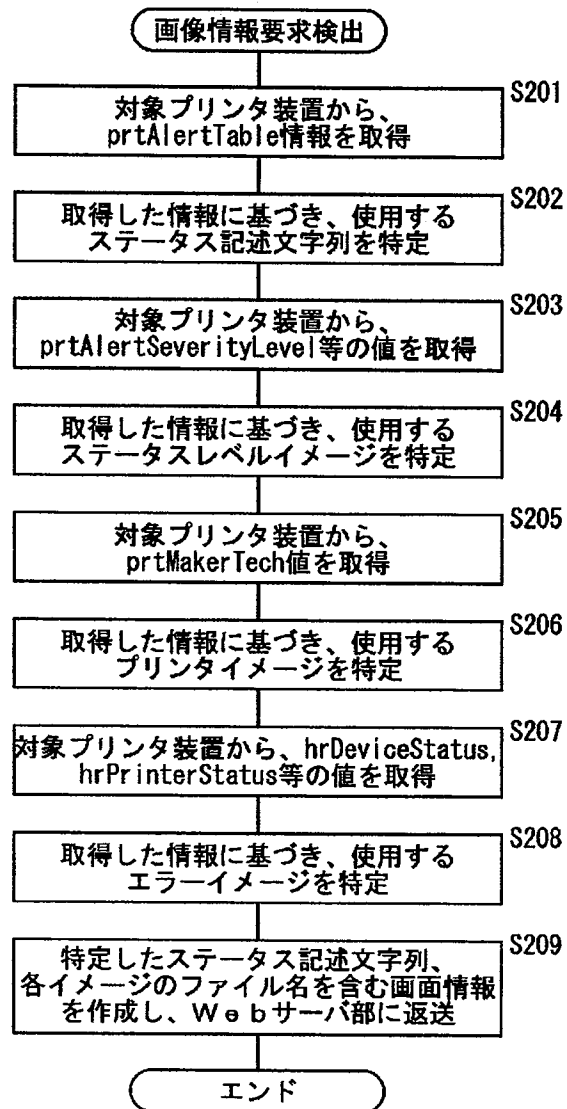 画像情報要求検出
S201
対象プリンタ装置から、
prtAlertTable情報を取得
S202
取得した情報に基づき、使用する
ステータス記述文字列を特定
S203
対象プリンタ装置から、
prtAlertSeverityLevel等の値を取得
S204
取得した情報に基づき、使用する
ステータスレベルイメージを特定
S205
対象プリンタ装置から、
prtMakerTech値を取得
S206
取得した情報に基づき、使用する
プリンタイメージを特定
S207
対象プリンタ装置から、hrDeviceStatus,
hrPrinterStatus等の値を取得
S208
取得した情報に基づき、使用する
エラーイメージを特定
S209
特定したステータス記述文字列、
各イメージのファイル名を含む画面情報
を作成し、Ｗｅｂサーバ部に返送
エンド